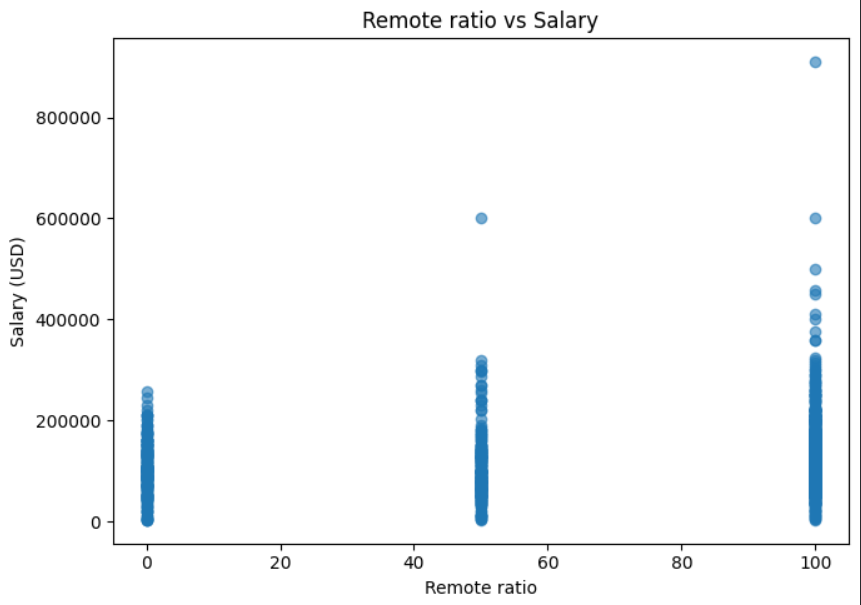 Remote ratio vs Salary
800000
600000
400000
200000
0
Salary (USD)
0 20 40 60 80 100
Remote ratio